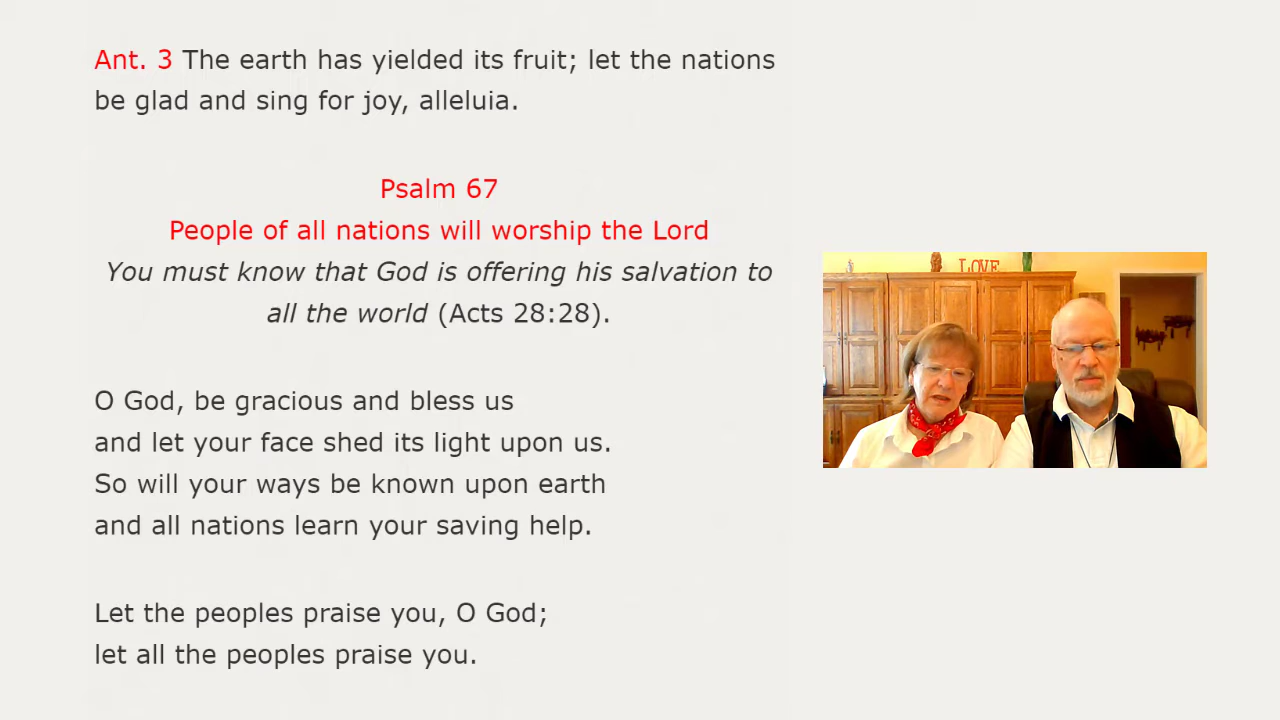 Ant. 3 The earth has yielded its fruit; let the nations
be glad and sing for joy, alleluia.
Psalm 67
People of all nations will worship the Lord
You must know that God is offering his salvation to
all the world (Acts 28:28).
O God, be gracious and bless us
and let your face shed its light upon us.
So will your ways be known upon earth
and all nations learn your saving help.
Let the peoples praise you, O God;
let all the peoples praise you.
LOVE